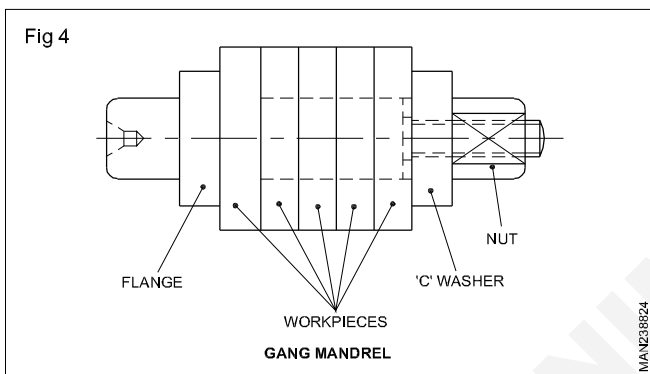 Fig 4
FLANGE
WORKPIECES
'C' WASHER
NUT
GANG MANDREL
MAN238824